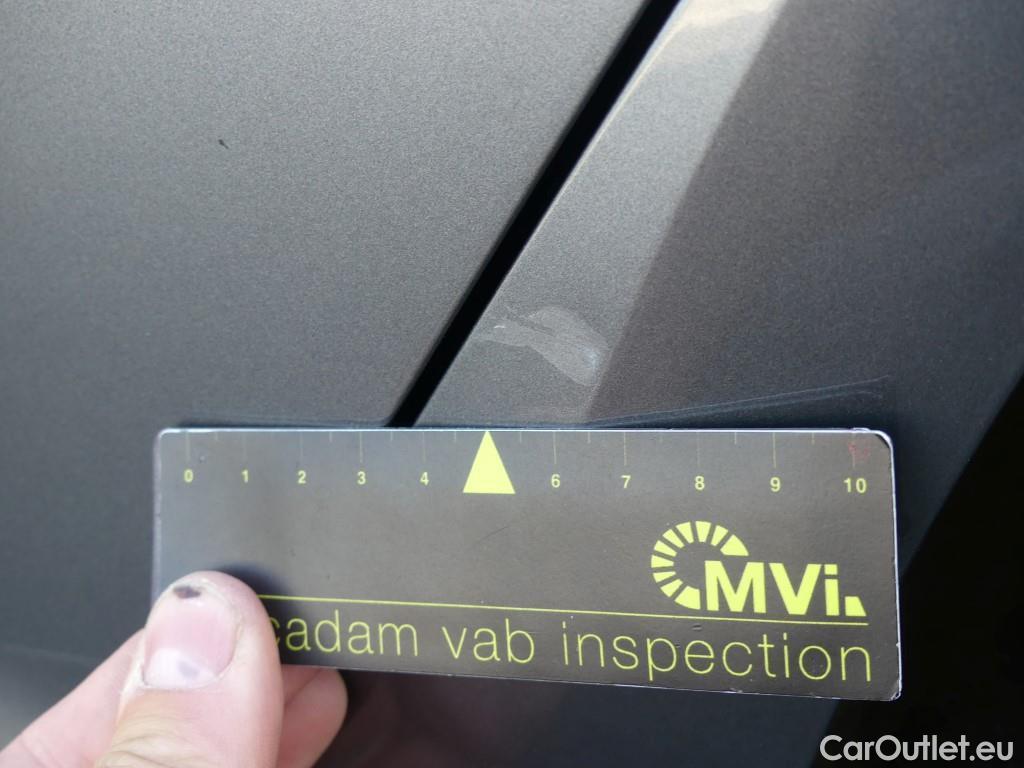 0 1 2 3 4 6 7 8 9 10
MVi
cadam vab inspection
CarOutlet.eu